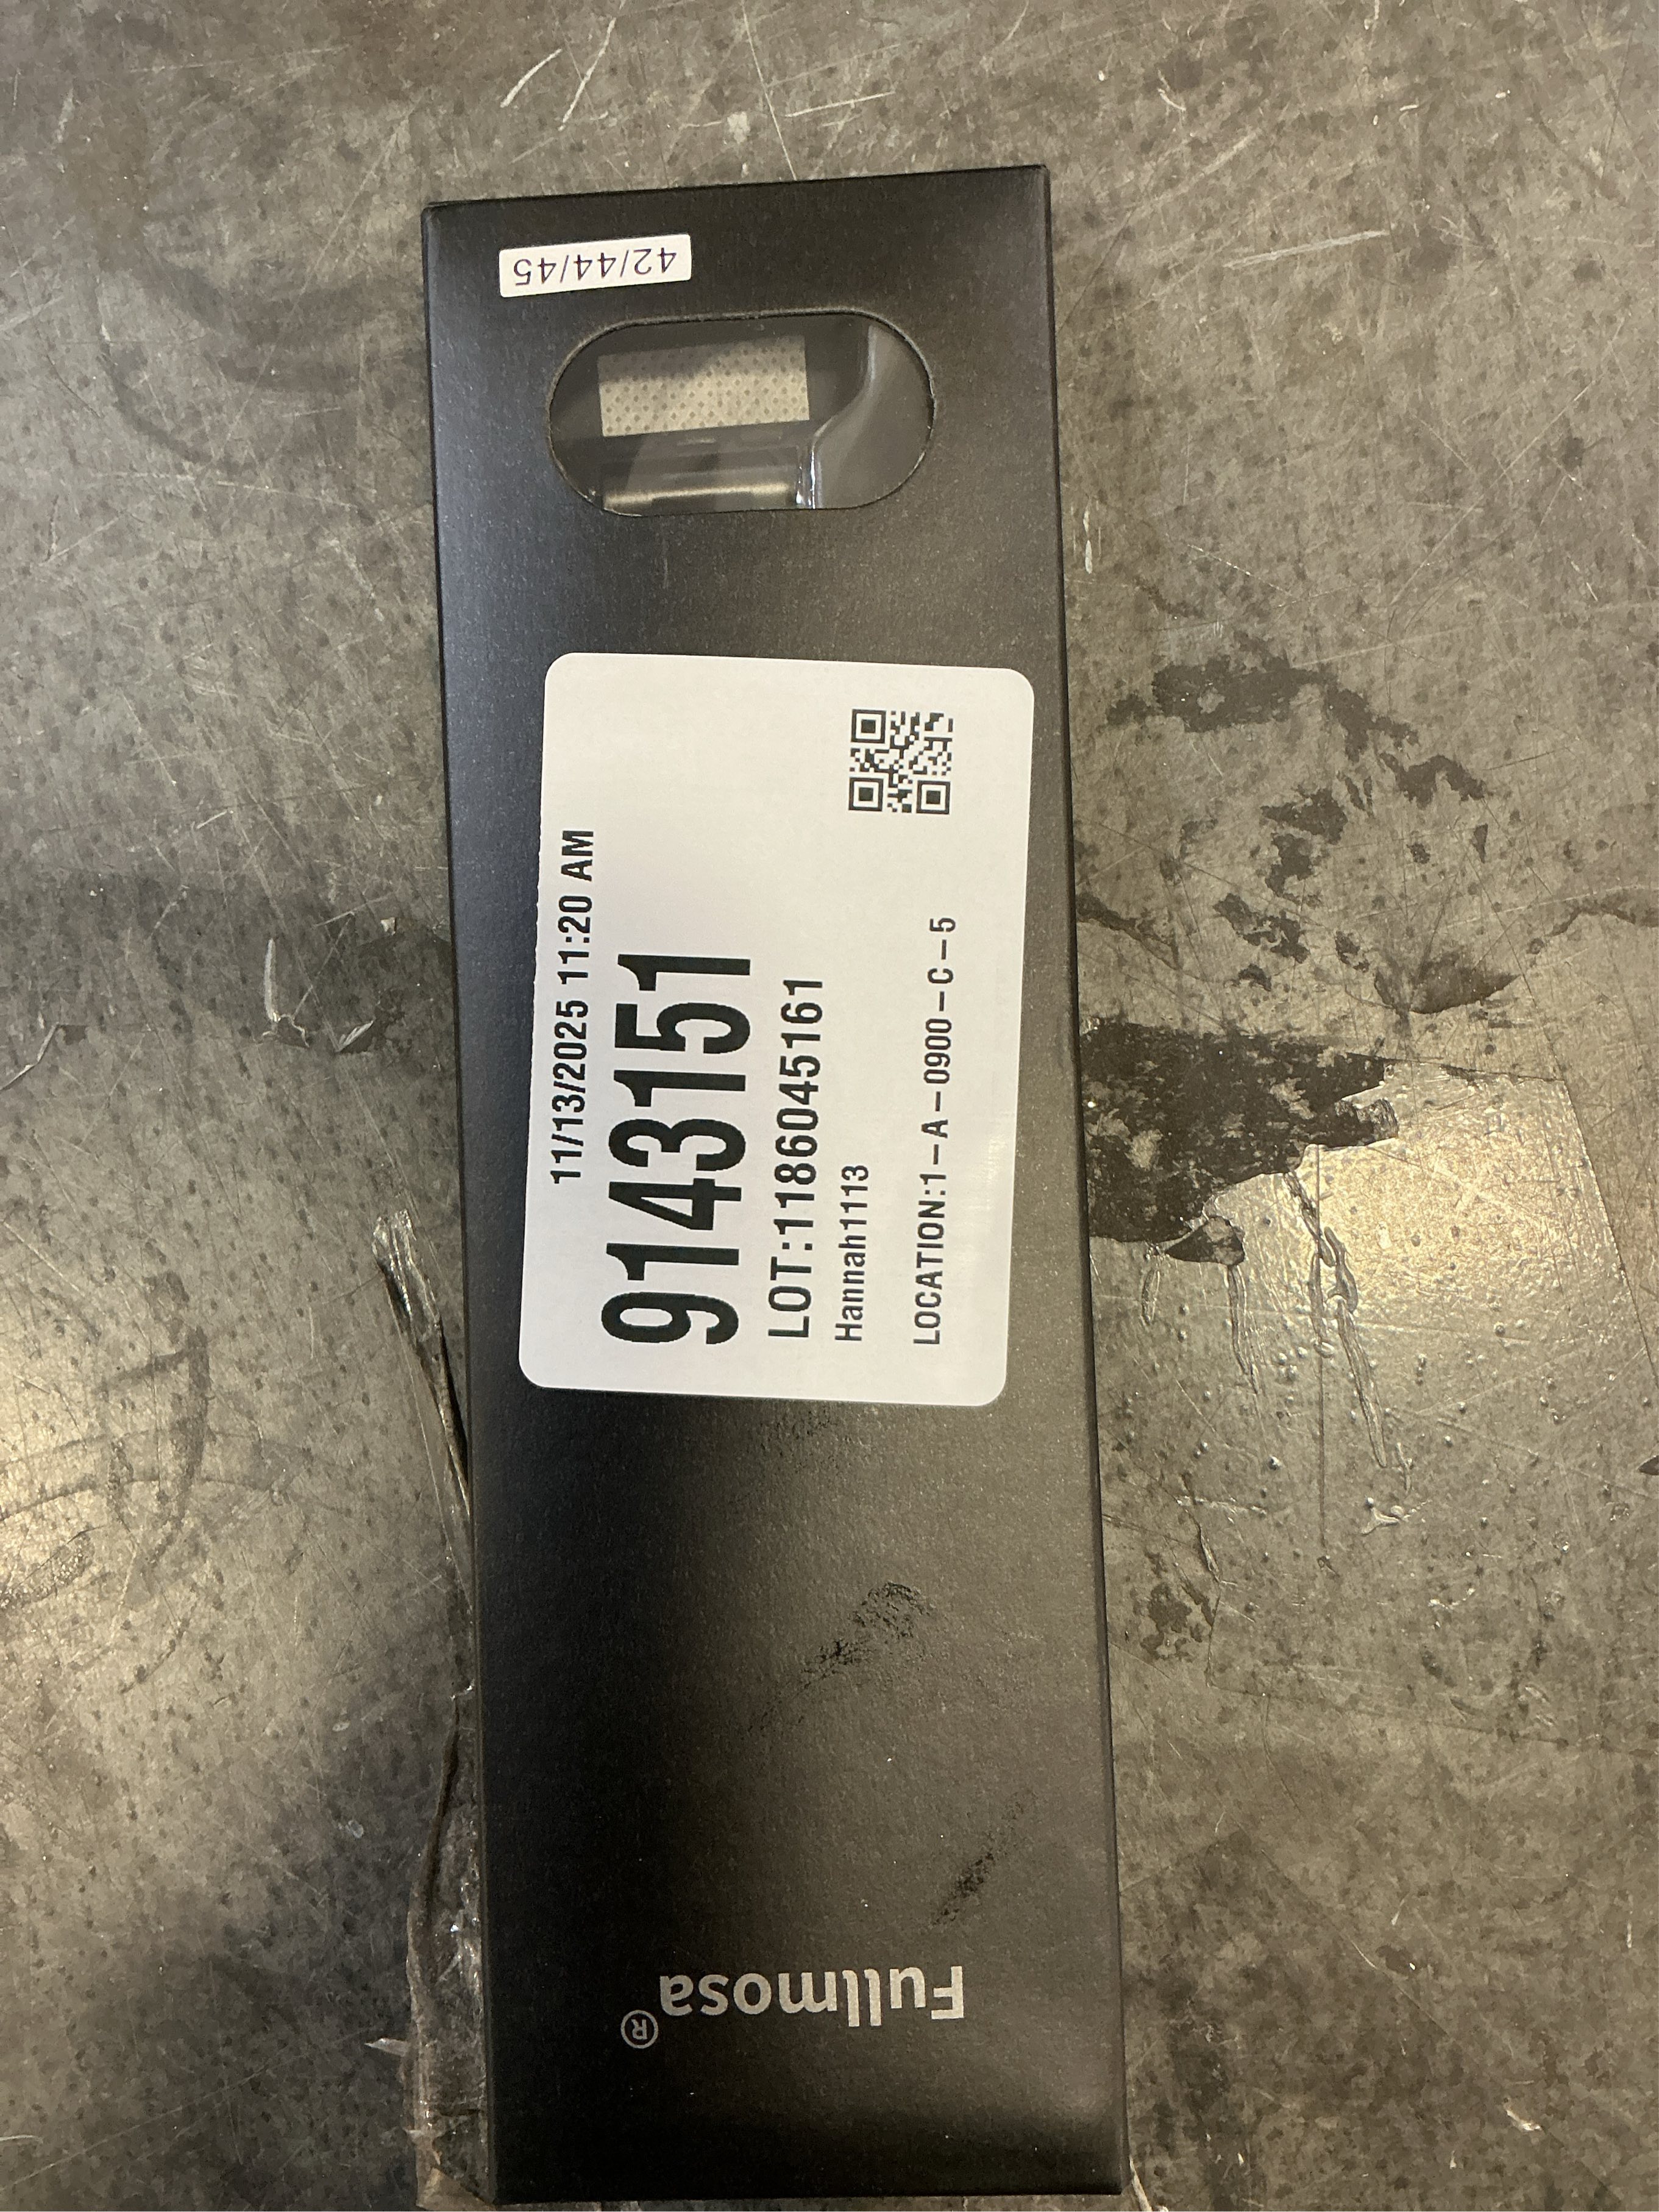 42/44/45
11/13/2025 11:20 AM
9143151
LOT:1186045161
Hannah1113
LOCATION:1-A-0900-C-5
Fullmosa®